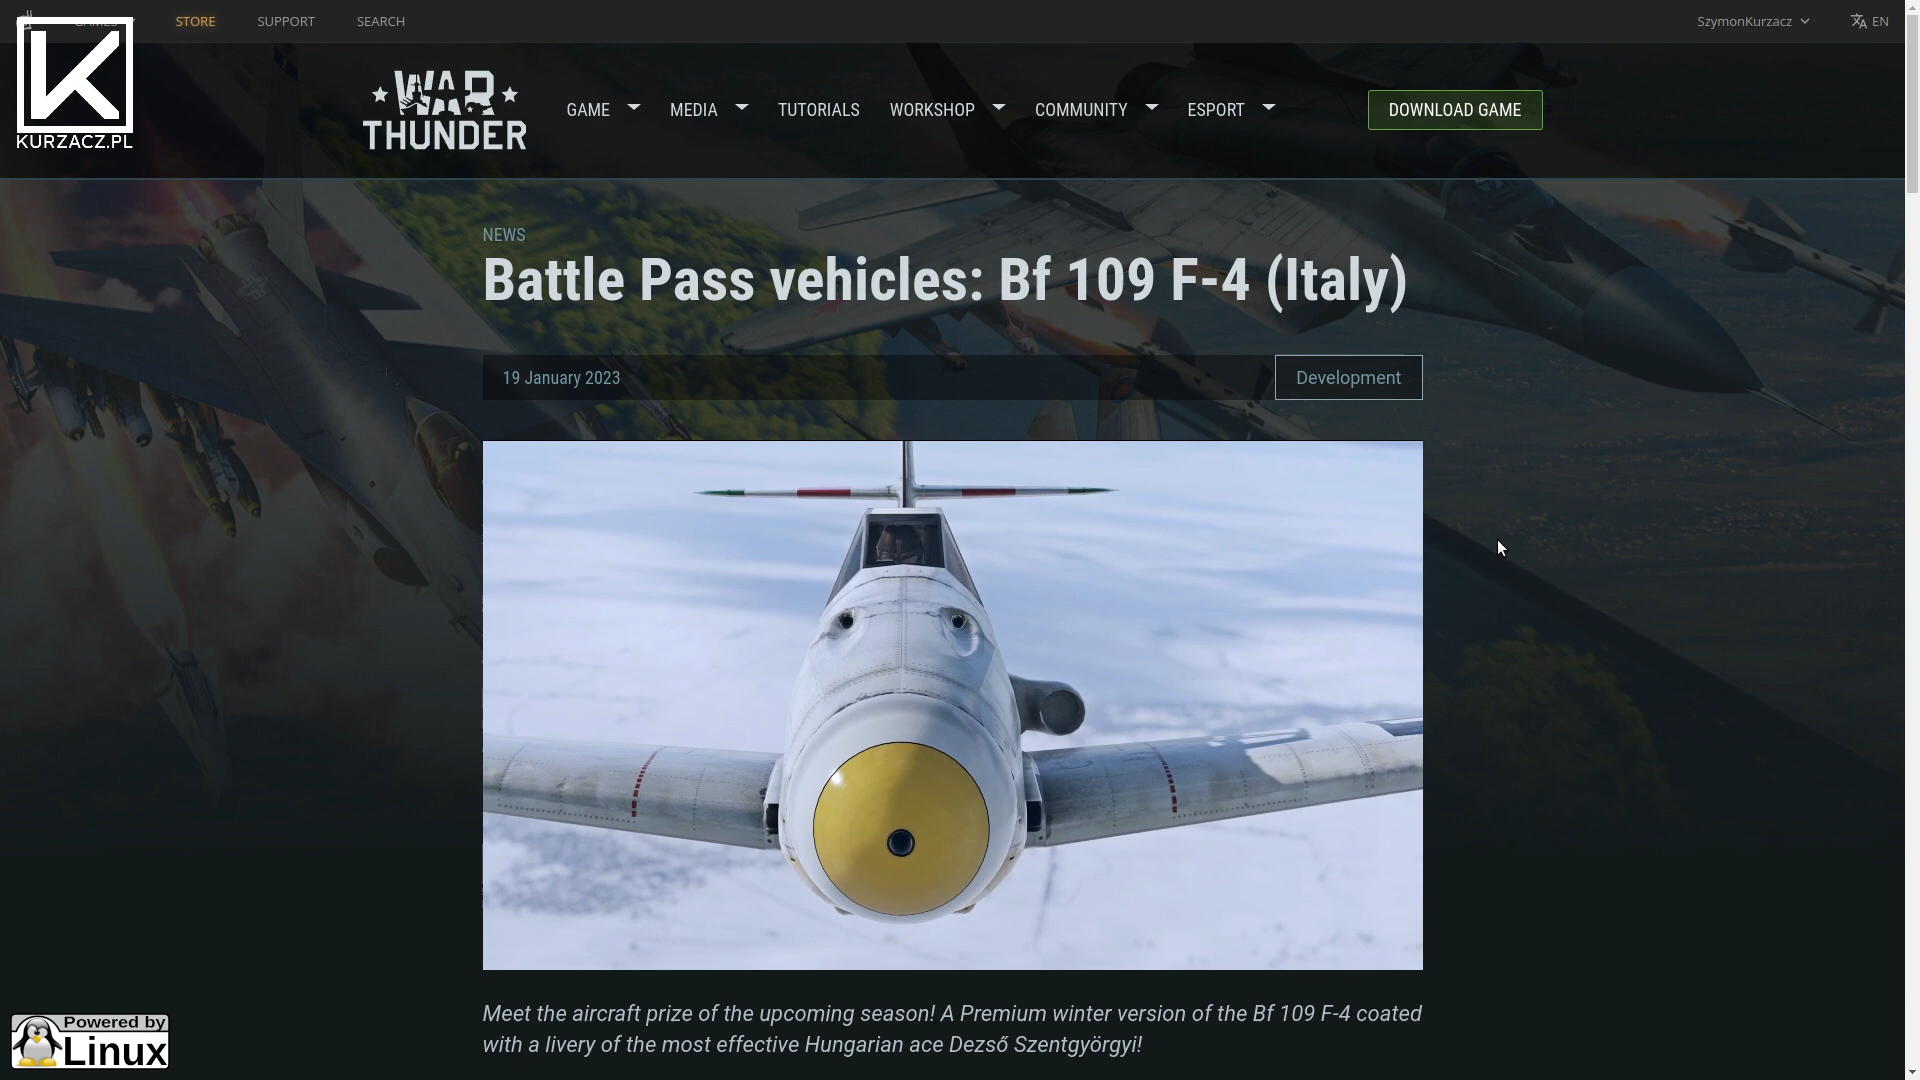 GAMES
STORE
SUPPORT
SEARCH
SzymonKurzacz
EN
K
KURZACZ.PL
WAR
THUNDER
GAME
MEDIA
TUTORIALS
WORKSHOP
COMMUNITY
ESPORT
DOWNLOAD GAME
NEWS
Battle Pass vehicles: Bf 109 F-4 (Italy)
19 January 2023
Development
Meet the aircraft prize of the upcoming season! A Premium winter version of the Bf 109 F-4 coated
with a livery of the most effective Hungarian ace Dezső Szentgyörgyi!
Powered by
Linux